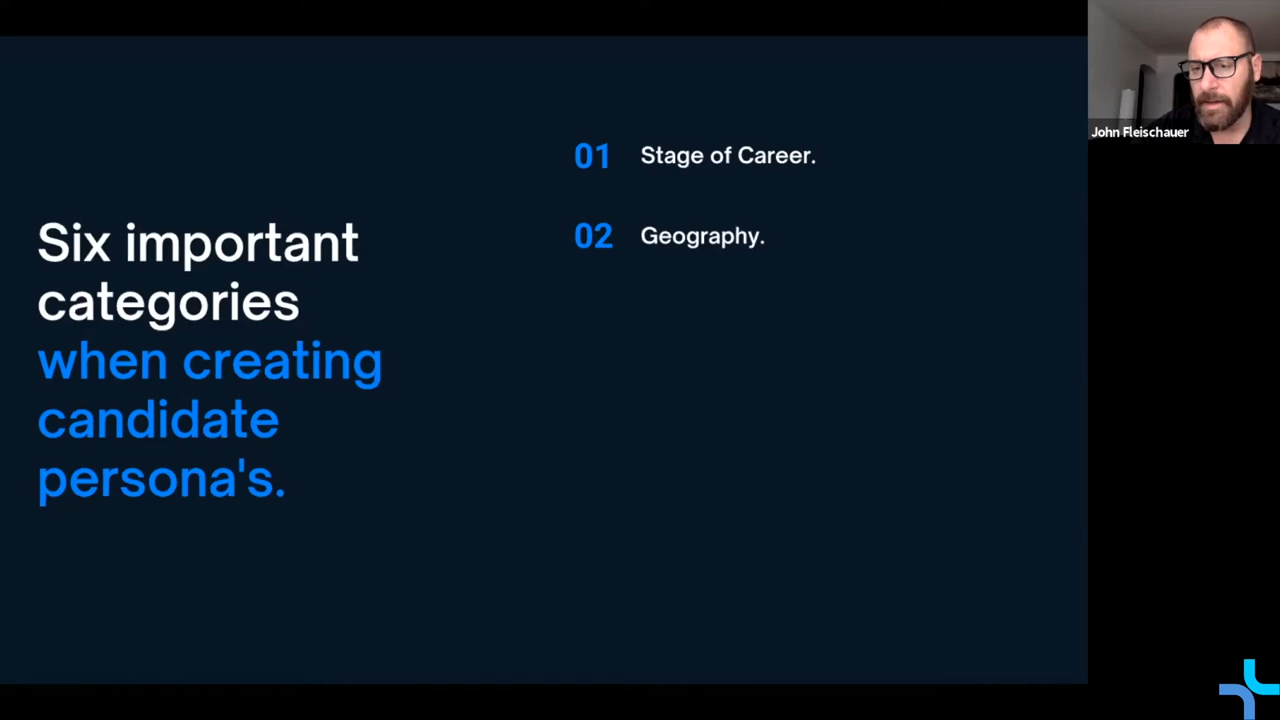 Six important
categories
when creating
candidate
persona's.
01 Stage of Career.
02 Geography.
John Fleischauer